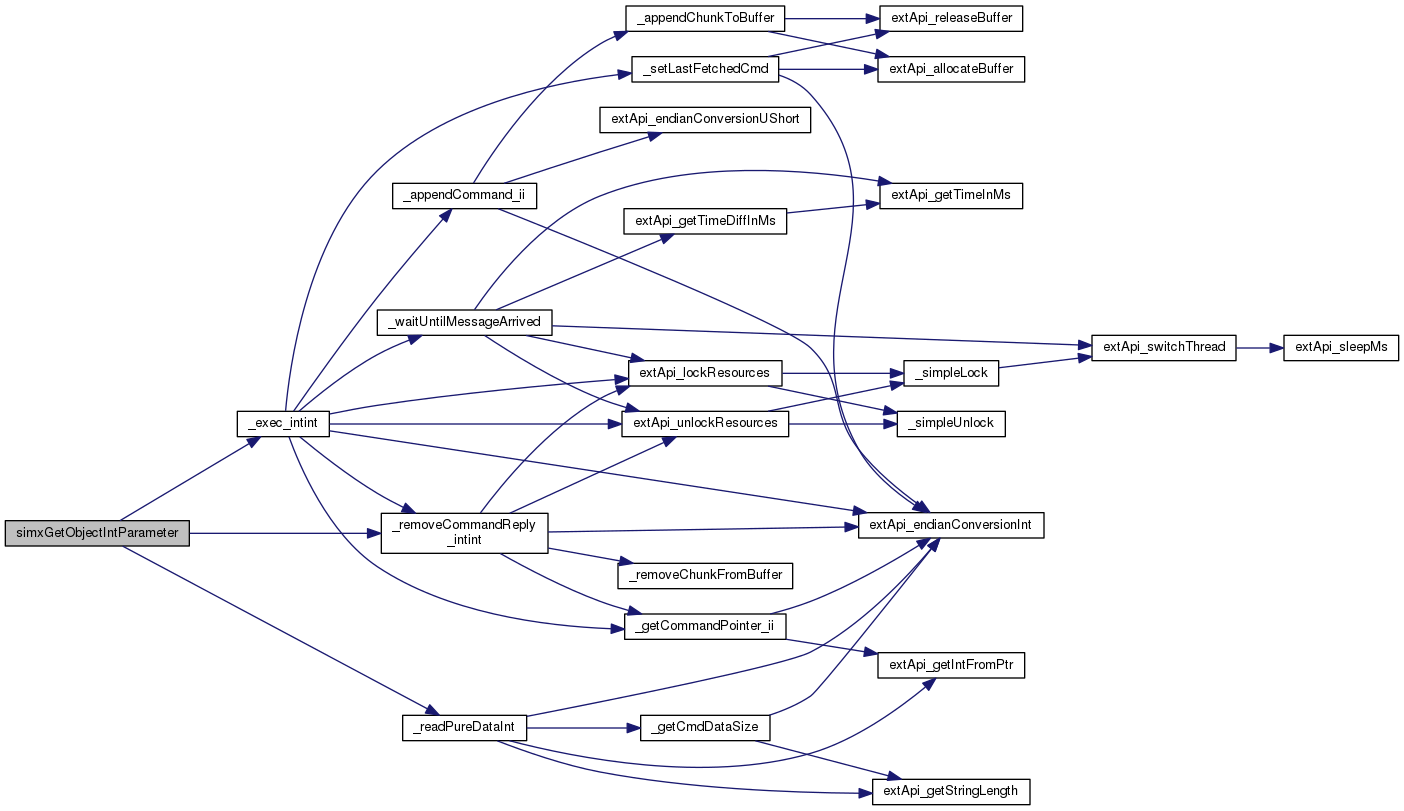 _appendChunkToBuffer
extApi_releaseBuffer
_setLastFetchedCmd
extApi_allocateBuffer
extApi_endianConversionUShort
_appendCommand_ii
extApi_getTimeInMs
extApi_getTimeDiffInMs
_waitUntilMessageArrived
extApi_switchThread
extApi_sleepMs
extApi_lockResources
_simpleLock
_exec_intint
extApi_unlockResources
_simpleUnlock
simxGetObjectIntParameter
_removeCommandReply
_intint
extApi_endianConversionInt
_removeChunkFromBuffer
_getCommandPointer_ii
extApi_getIntFromPtr
_readPureDataInt
_getCmdDataSize
extApi_getStringLength